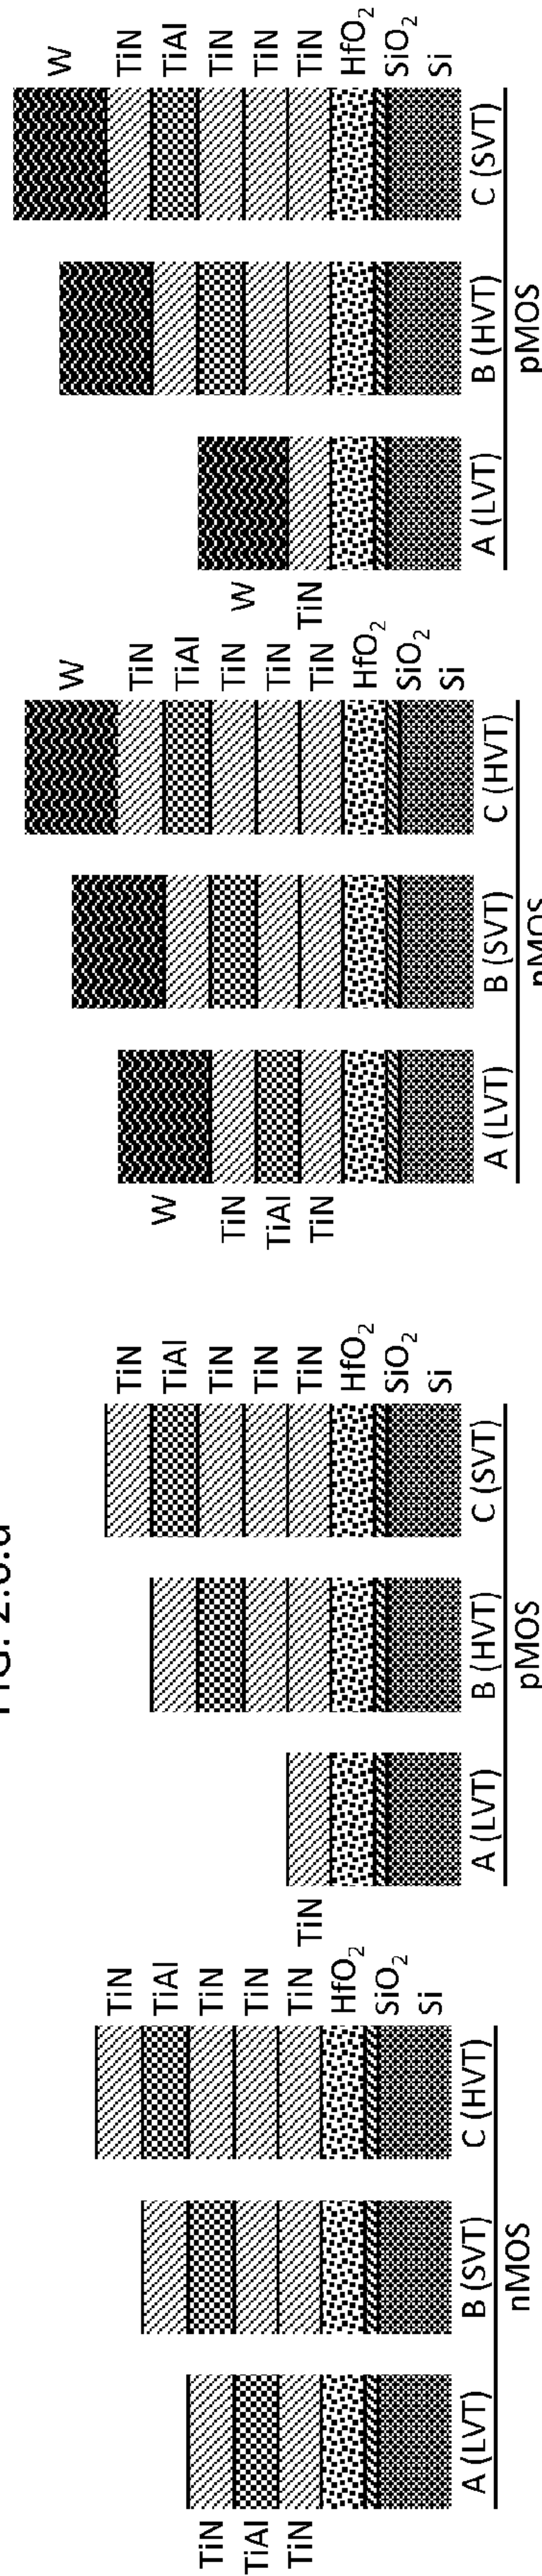 TiN
TiAl
TiN
TiN
TiAl
TiN
TiN
TiN
HfO2
SiO2
Si
A (LVT) B (SVT) C (HVT)
nMOS
TiN
TiN
TiAl
TiN
TiN
TiN
HfO2
SiO2
Si
A (LVT) B (HVT) C (SVT)
pMOS
W
TiN
TiAl
TiN
W
TiN
TiAl
TiN
TiN
TiN
HfO2
SiO2
Si
A (LVT) B (SVT) C (HVT)
nMOS
W
TiN
W
TiN
TiAl
TiN
TiN
TiN
HfO2
SiO2
Si
A (LVT) B (HVT) C (SVT)
pMOS